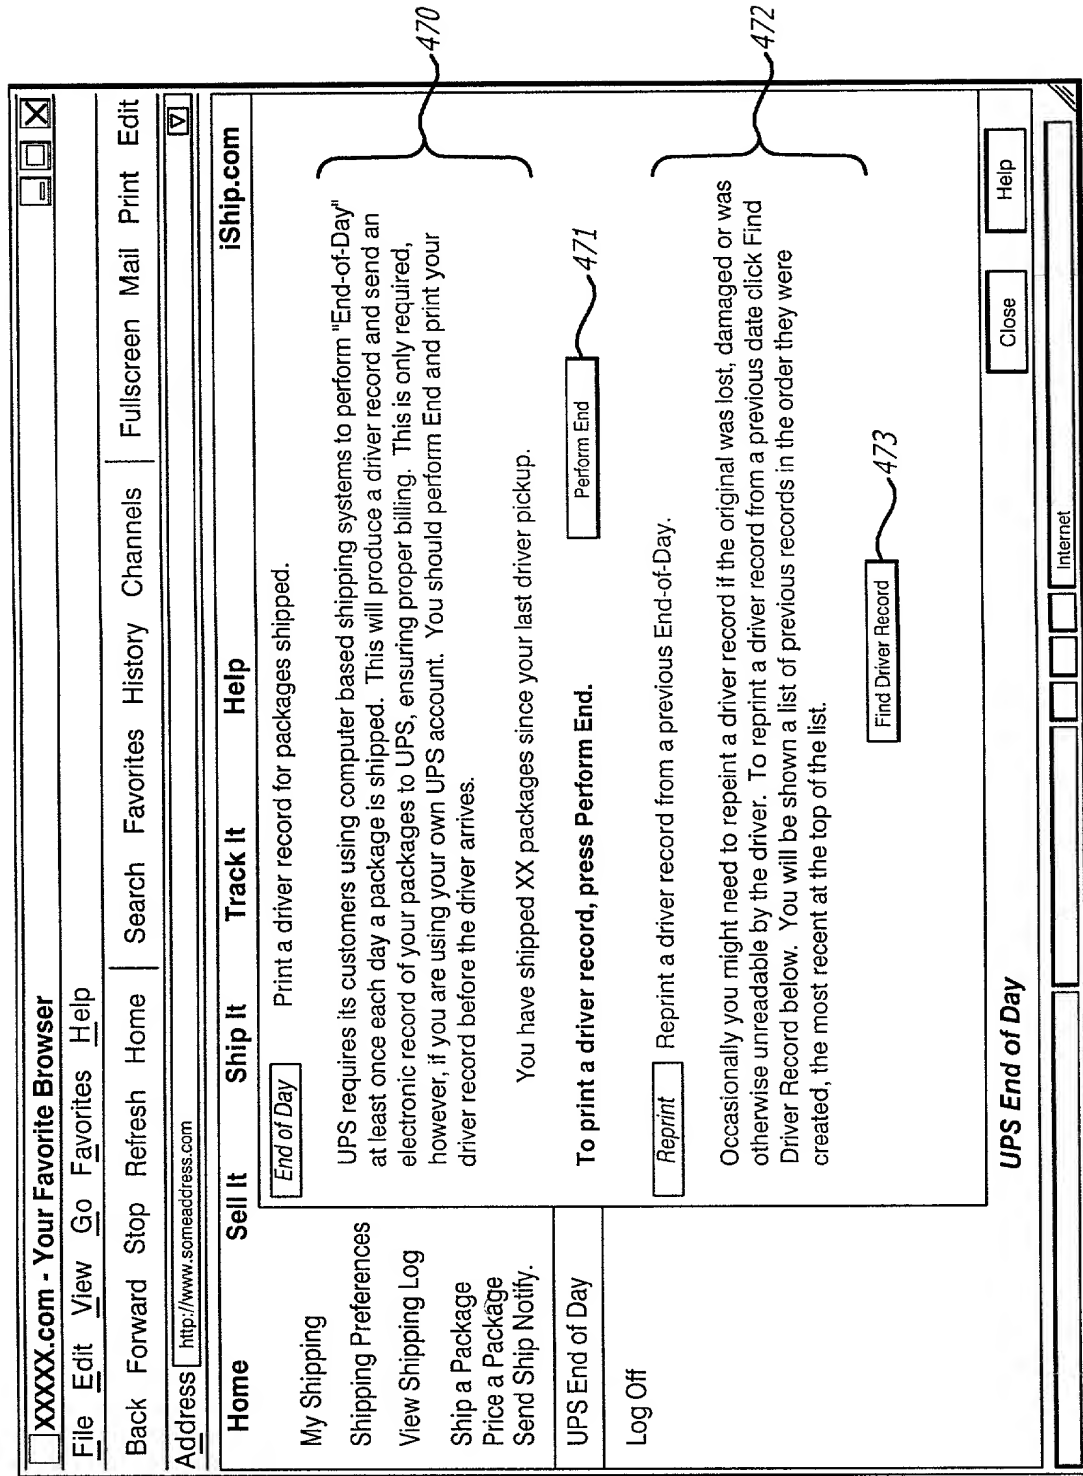 XXXXX.com - Your Favorite Browser
File Edit View Go Favorites Help
Back Forward Stop Refresh Home Search Favorites History Channels Fullscreen Mail Print Edit
Address http://www.someaddress.com
Home Sell It Ship It Track It Help iShip.com
My Shipping
Shipping Preferences
View Shipping Log
Ship a Package
Price a Package
Send Ship Notify.
UPS End of Day
Log Off
End of Day Print a driver record for packages shipped.
UPS requires its customers using computer based shipping systems to perform "End-of-Day"
at least once each day a package is shipped. This will produce a driver record and send an
electronic record of your packages to UPS, ensuring proper billing. This is only required,
however, if you are using your own UPS account. You should perform End and print your
driver record before the driver arrives.
470
You have shipped XX packages since your last driver pickup.
To print a driver record, press Perform End.
Perform End
471
Reprint Reprint a driver record from a previous End-of-Day.
Occasionally you might need to repeint a driver record if the original was lost, damaged or was
otherwise unreadable by the driver. To reprint a driver record from a previous date click Find
Driver Record below. You will be shown a list of previous records in the order they were
created, the most recent at the top of the list.
472
Find Driver Record
473
UPS End of Day
Close
Help
Internet